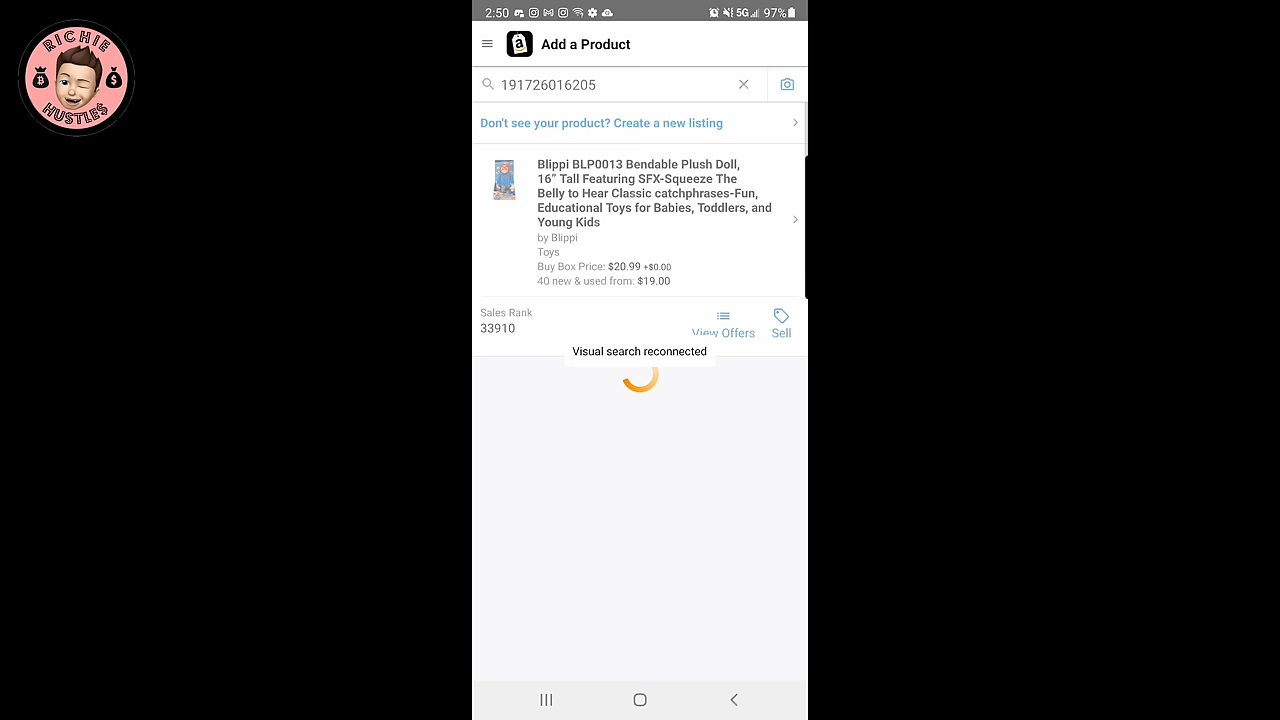 RICHIE
HUSTLES
2:50
5G
97%
Add a Product
191726016205
Don't see your product? Create a new listing
Blippi BLP0013 Bendable Plush Doll,
16” Tall Featuring SFX-Squeeze The
Belly to Hear Classic catchphrases-Fun,
Educational Toys for Babies, Toddlers, and
Young Kids
by Blippi
Toys
Buy Box Price: $20.99 +$0.00
40 new & used from: $19.00
Sales Rank
33910
View Offers
Sell
Visual search reconnected